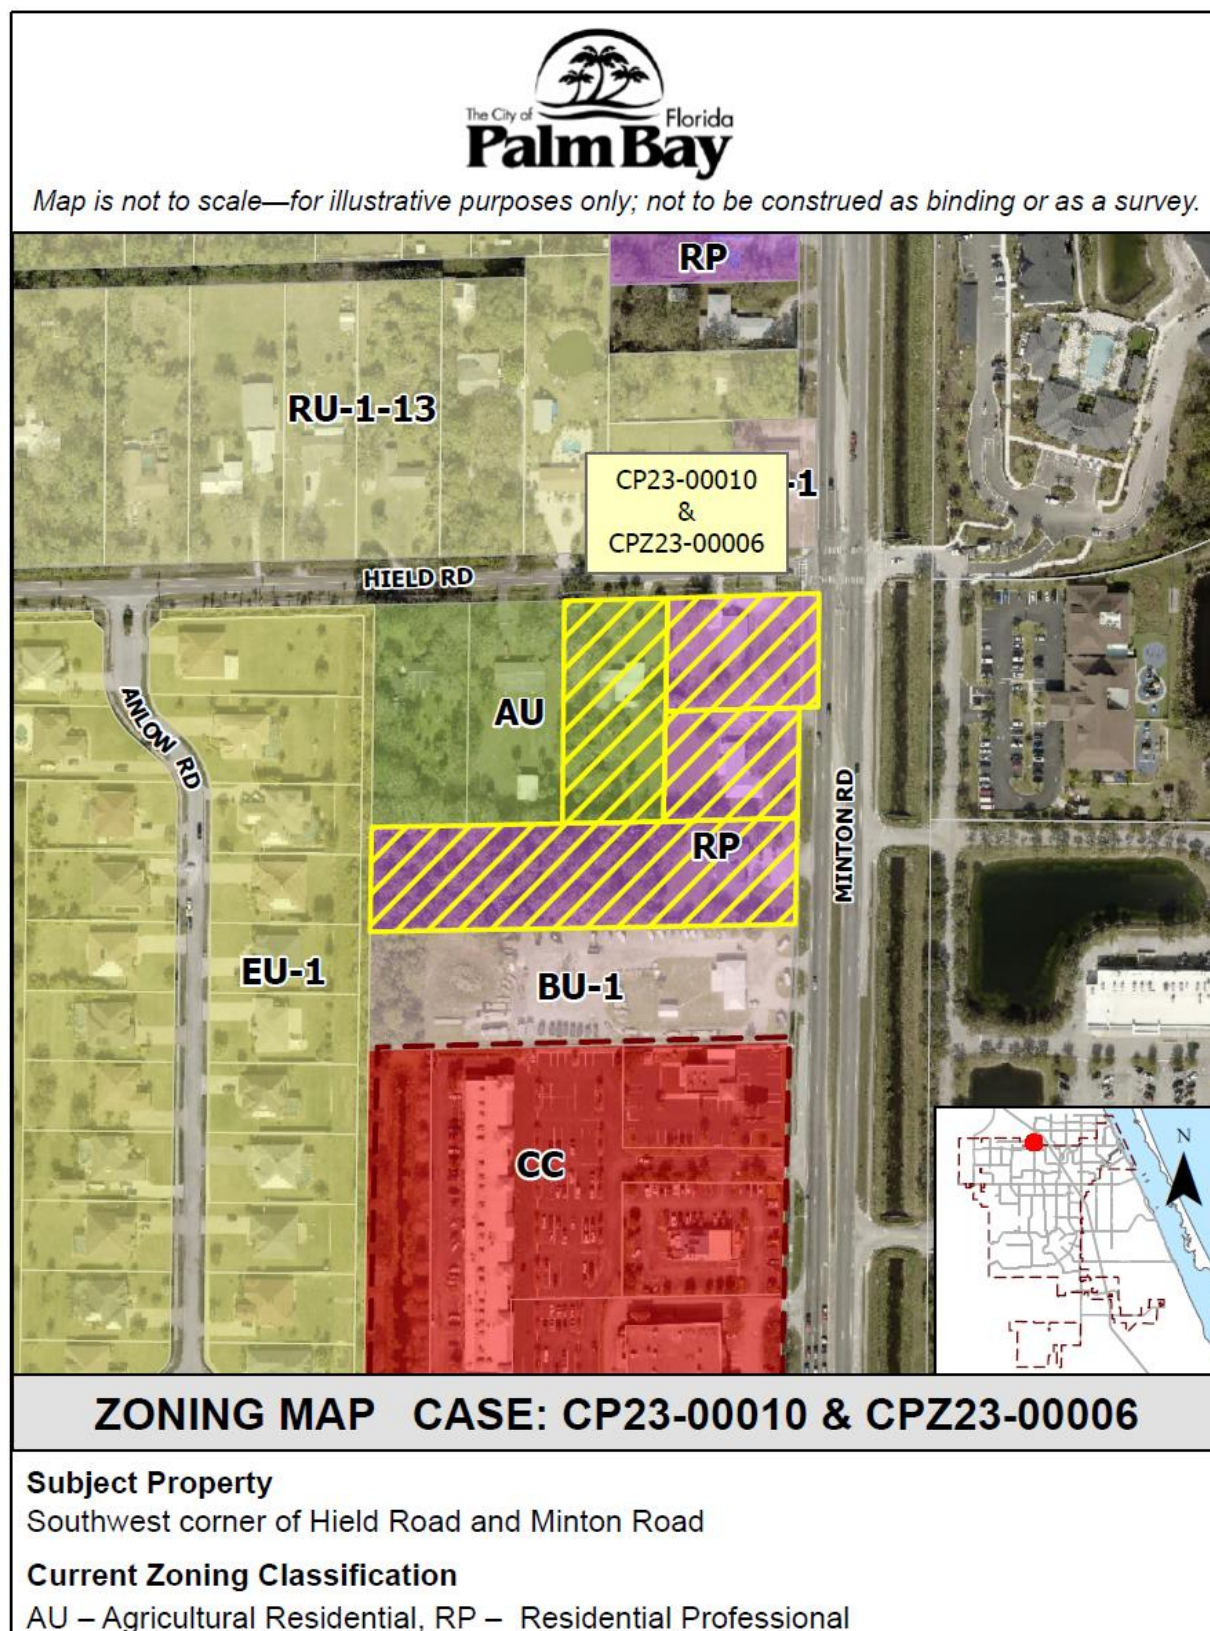 The City of Florida
Palm Bay
Map is not to scale—for illustrative purposes only; not to be construed as binding or as a survey.
RP
RU-1-13
CP23-00010
&
CPZ23-00006
-1
HIELD RD
ANLOW RD
AU
MINTON RD
RP
EU-1
BU-1
CC
N
ZONING MAP CASE: CP23-00010 & CPZ23-00006
Subject Property
Southwest corner of Hield Road and Minton Road
Current Zoning Classification
AU – Agricultural Residential, RP – Residential Professional